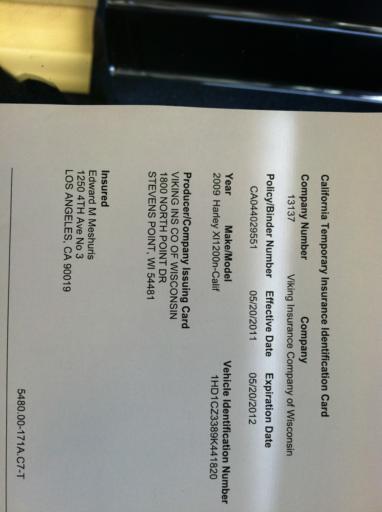 California Temporary Insurance Identification Card
Company Number Company
13137 Viking Insurance Company of Wisconsin
Policy/Binder Number Effective Date Expiration Date
CA044029551 05/20/2011 05/20/2012
Year Make/Model Vehicle Identification Number
2009 Harley Xl1200n-Calif 1HD1CZ3389K441820
Producer/Company Issuing Card
VIKING INS CO OF WISCONSIN
1800 NORTH POINT DR
STEVENS POINT, WI 54481
Insured
Edward M Meshuris
1250 4TH Ave No 3
LOS ANGELES, CA 90019
5480.00-171A.C7-T